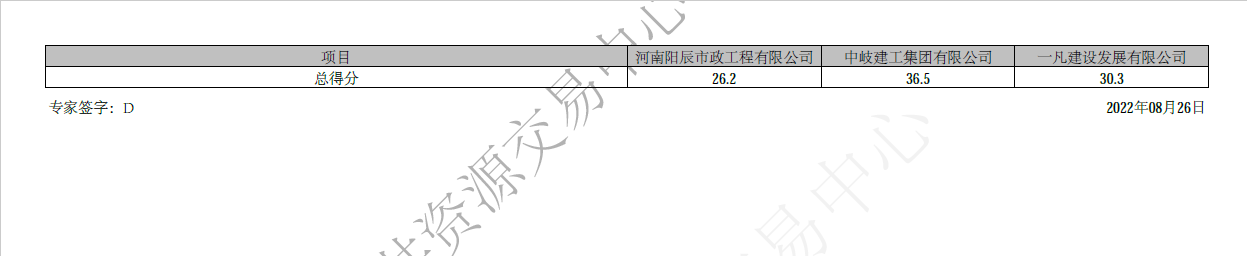 项目 河南阳辰市政工程有限公司 中岐建工集团有限公司 一凡建设发展有限公司
总得分 26.2 36.5 30.3
专家签字：D 2022年08月26日
资源交易中心
易中心